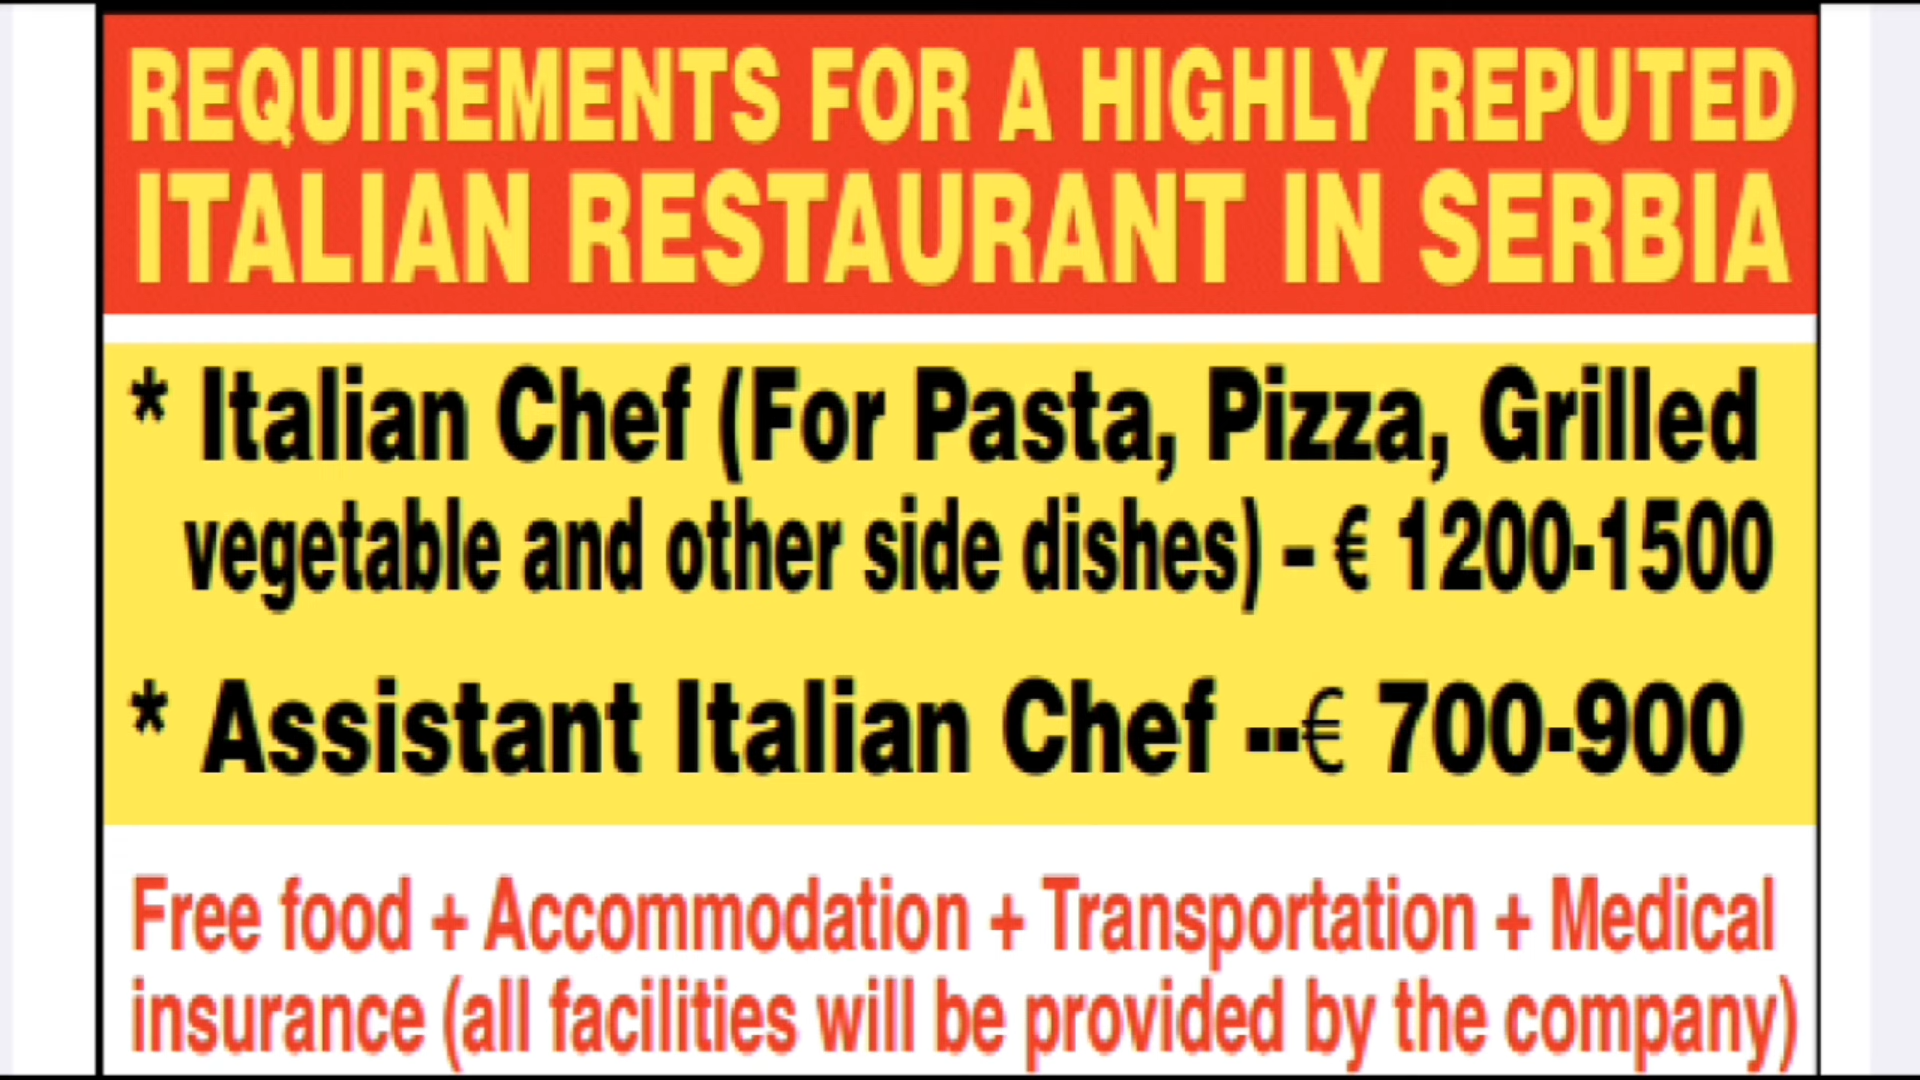 REQUIREMENTS FOR A HIGHLY REPUTED
ITALIAN RESTAURANT IN SERBIA
* Italian Chef (For Pasta, Pizza, Grilled
vegetable and other side dishes) - € 1200-1500
* Assistant Italian Chef --€ 700-900
Free food + Accommodation + Transportation + Medical
insurance (all facilities will be provided by the company)